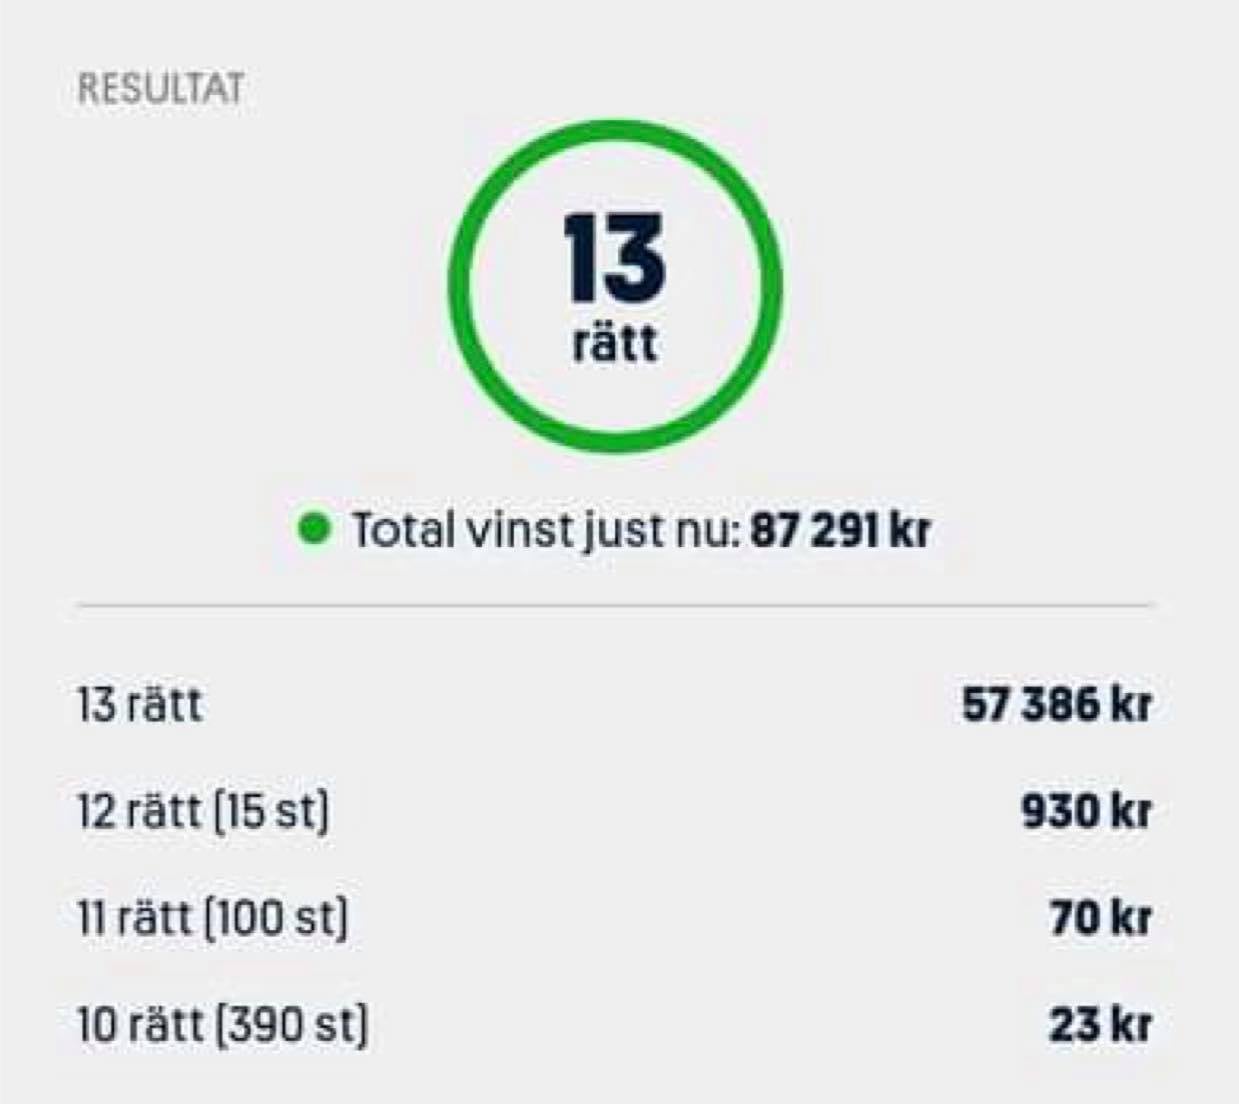 RESULTAT
13
rätt
Total vinst just nu: 87 291 kr
13 rätt 57 386 kr
12 rätt (15 st) 930 kr
11 rätt (100 st) 70 kr
10 rätt (390 st) 23 kr